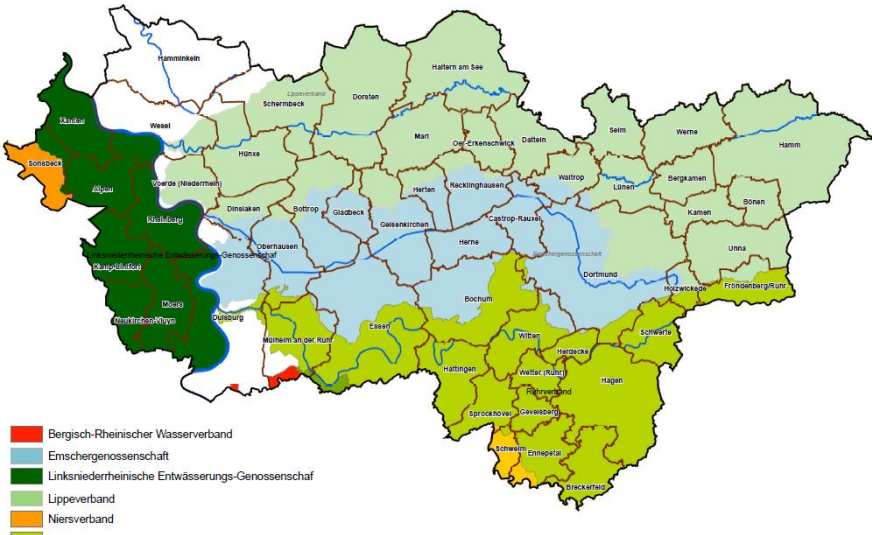 Hamminkeln
Haltern am See
Lippeverband
Dorsten
Schermbeck
Xanten
Wesel
Marl
Oer-Erkenschwick
Datteln
Selm
Werne
Hamm
Sonsbeck
Hünxe
Alpen
Voerde (Niederrhein)
Recklinghausen
Waltrop
Lünen
Bergkamen
Herten
Bönen
Dinslaken
Bottrop
Gladbeck
Rheinberg
Castrop-Rauxel
Kamen
Gelsenkirchen
Oberhausen
Herne
Unna
Linksniederrheinische Entwässerungs-Genossenschaf
Emschergenossenschaft
Kamp-Lintfort
Dortmund
Holzwickede
Fröndenberg/Ruhr
Moers
Bochum
Neukirchen-Vluyn
Duisburg
Essen
Schwerte
Mülheim an der Ruhr
Witten
Herdecke
Hattingen
Wetter (Ruhr)
Hagen
Ruhrverband
Sprockhövel
Gevelsberg
Schwelm
Ennepetal
Breckerfeld
Bergisch-Rheinischer Wasserverband
Emschergenossenschaft
Linksniederrheinische Entwässerungs-Genossenschaf
Lippeverband
Niersverband